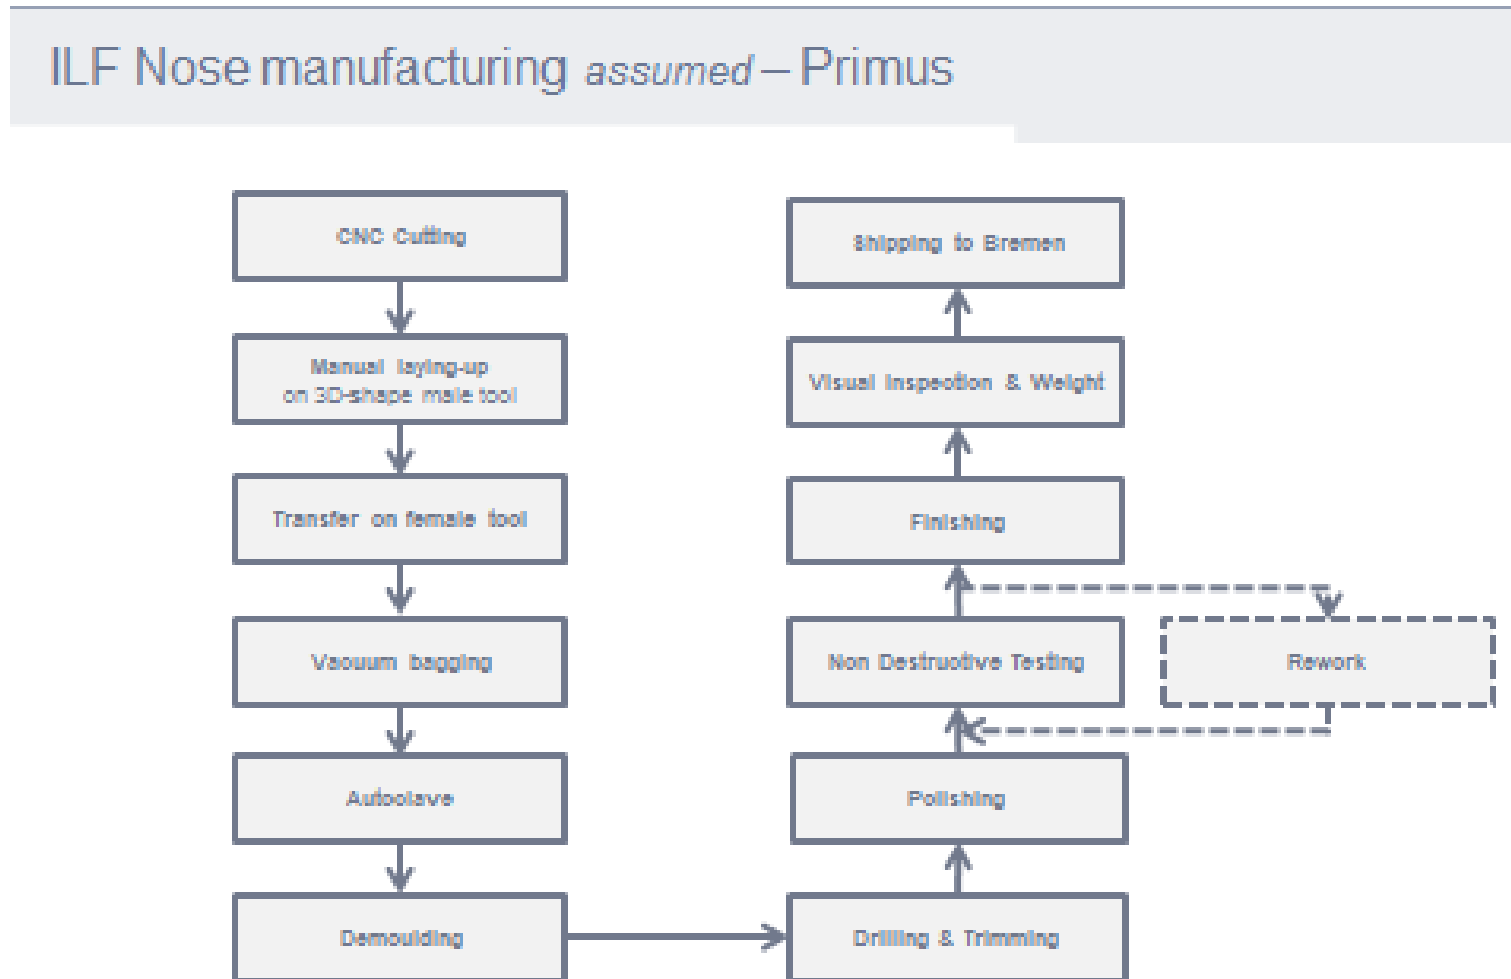 ILF Nose manufacturing assumed – Primus
CNC Cutting
Manual laying-up
on 3D-shape male tool
Transfer on female tool
Vacuum bagging
Autoclave
Demoulding
Drilling & Trimming
Polishing
Non Destructive Testing
Rework
Finishing
Visual Inspection & Weight
Shipping to Bremen